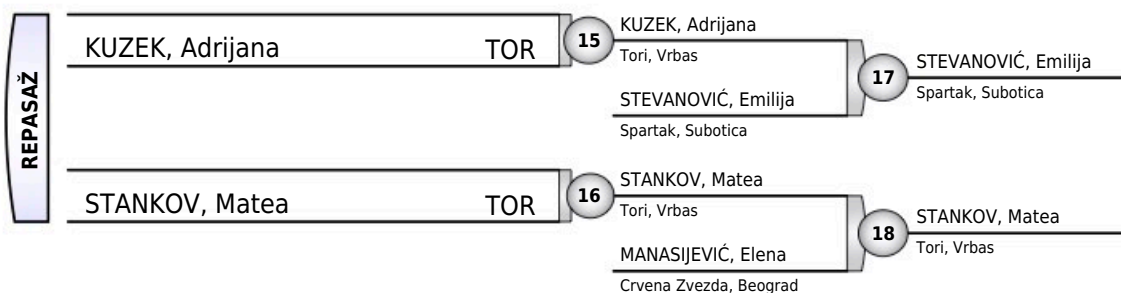 REPASAŽ
KUZEK, Adrijana TOR
15
KUZEK, Adrijana
Tori, Vrbas
STEVANOVIĆ, Emilija
Spartak, Subotica
17
STEVANOVIĆ, Emilija
Spartak, Subotica
STANKOV, Matea TOR
16
STANKOV, Matea
Tori, Vrbas
MANASIJEVIĆ, Elena
Crvena Zvezda, Beograd
18
STANKOV, Matea
Tori, Vrbas